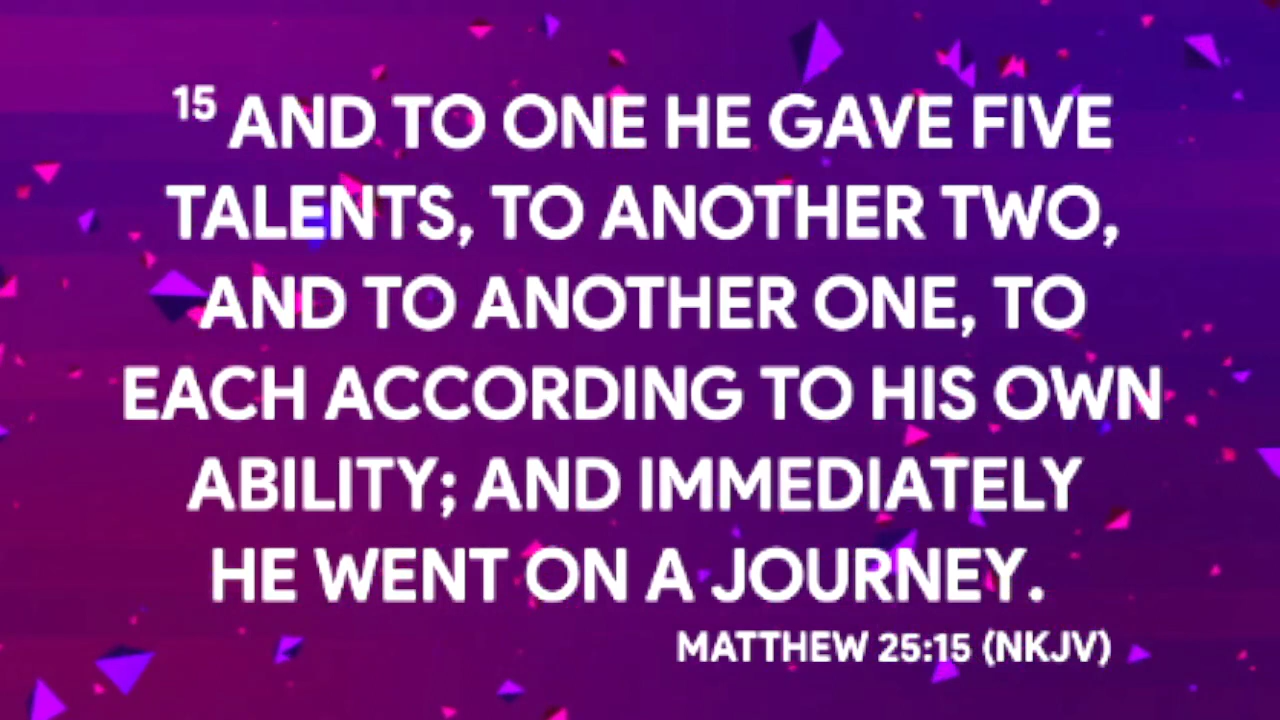 15 AND TO ONE HE GAVE FIVE
TALENTS, TO ANOTHER TWO,
AND TO ANOTHER ONE, TO
EACH ACCORDING TO HIS OWN
ABILITY; AND IMMEDIATELY
HE WENT ON A JOURNEY.
MATTHEW 25:15 (NKJV)